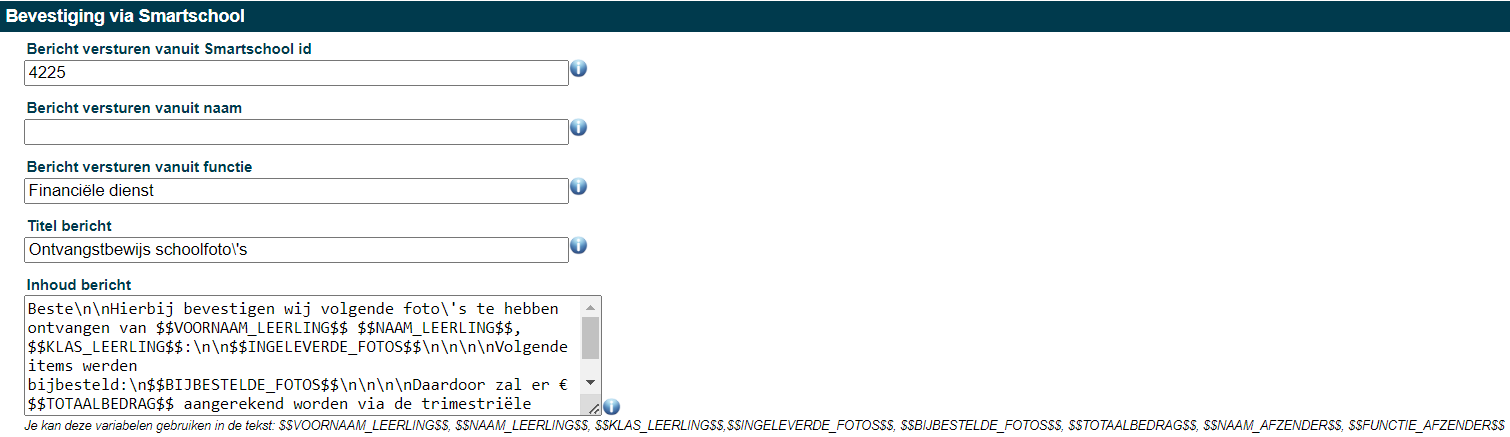 Bevestiging via Smartschool
Bericht versturen vanuit Smartschool id
4225
Bericht versturen vanuit naam
Bericht versturen vanuit functie
Financiële dienst
Titel bericht
Ontvangstbewijs schoolfoto\'s
Inhoud bericht
Beste\n\nHierbij bevestigen wij volgende foto\'s te hebben
ontvangen van $$VOORNAAM_LEERLING$$ $$NAAM_LEERLING$$,
$$KLAS_LEERLING$$:\n\n$$INGELEVERDE_FOTOS$$\n\n\n\nVolgende
items werden
bijbesteld:\n$$BIJBESTELDE_FOTOS$$\n\n\n\nDaardoor zal er €
$$TOTAALBEDRAG$$ aangerekend worden via de trimestriële
Je kan deze variabelen gebruiken in de tekst: $$VOORNAAM_LEERLING$$, $$NAAM_LEERLING$$, $$KLAS_LEERLING$$,$$INGELEVERDE_FOTOS$$, $$BIJBESTELDE_FOTOS$$, $$TOTAALBEDRAG$$, $$NAAM_AFZENDER$$, $$FUNCTIE_AFZENDER$$